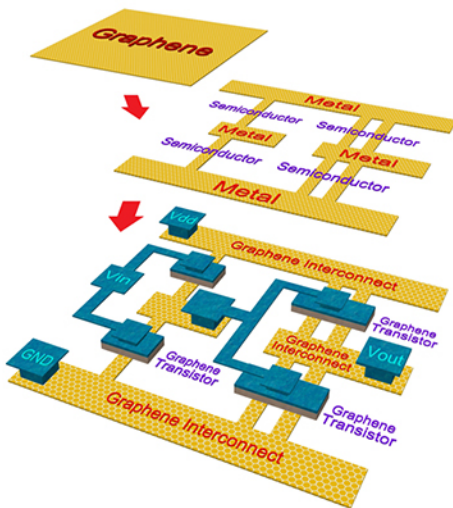 Graphene
Metal
Semiconductor
Semiconductor
Metal
Semiconductor
Metal
Semiconductor
Metal
Vdd
Graphene Interconnect
Vin
Graphene
Transistor
Graphene
Interconnect
Vout
GND
Graphene
Transistor
Graphene Interconnect
Graphene
Transistor